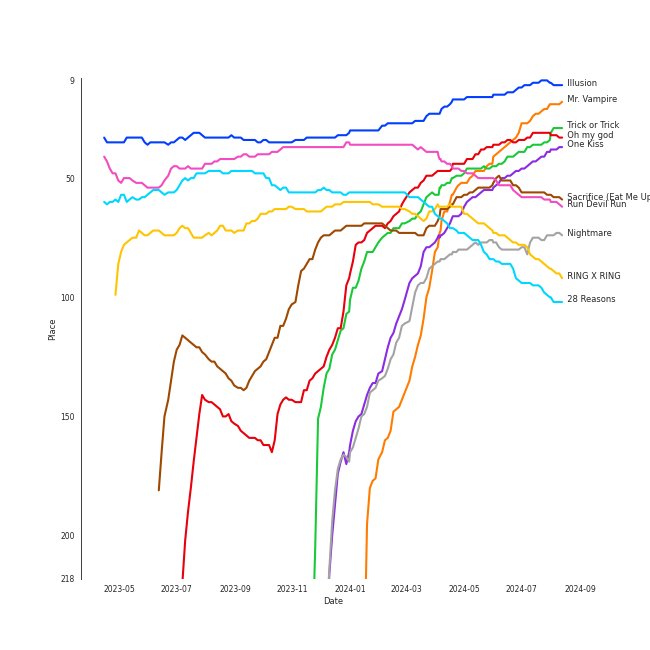 9
50
100
150
200
218
Place
2023-05
2023-07
2023-09
2023-11
2024-01
2024-03
2024-05
2024-07
2024-09
Date
Illusion
Mr. Vampire
Trick or Trick
Oh my god
One Kiss
Sacrifice (Eat Me Up
Run Devil Run
Nightmare
RING X RING
28 Reasons